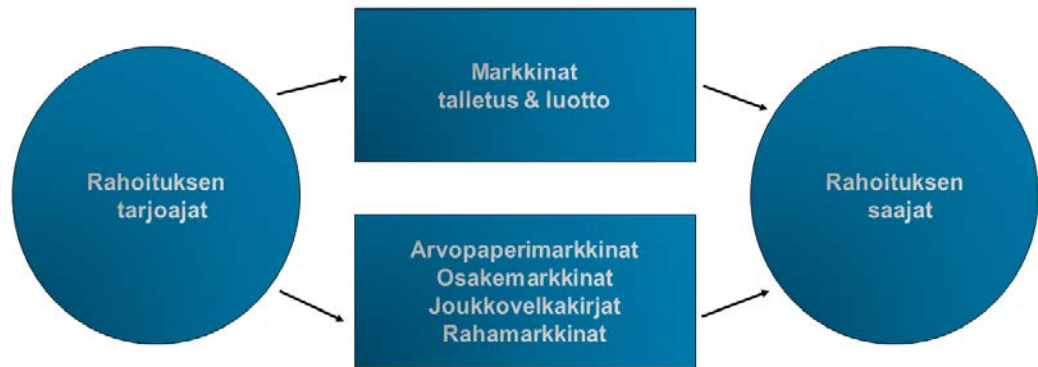 Rahoituksen
tarjoajat
Markkinat
talletus & luotto
Arvopaperimarkkinat
Osakemarkkinat
Joukkovelkakirjat
Rahamarkkinat
Rahoituksen
saajat